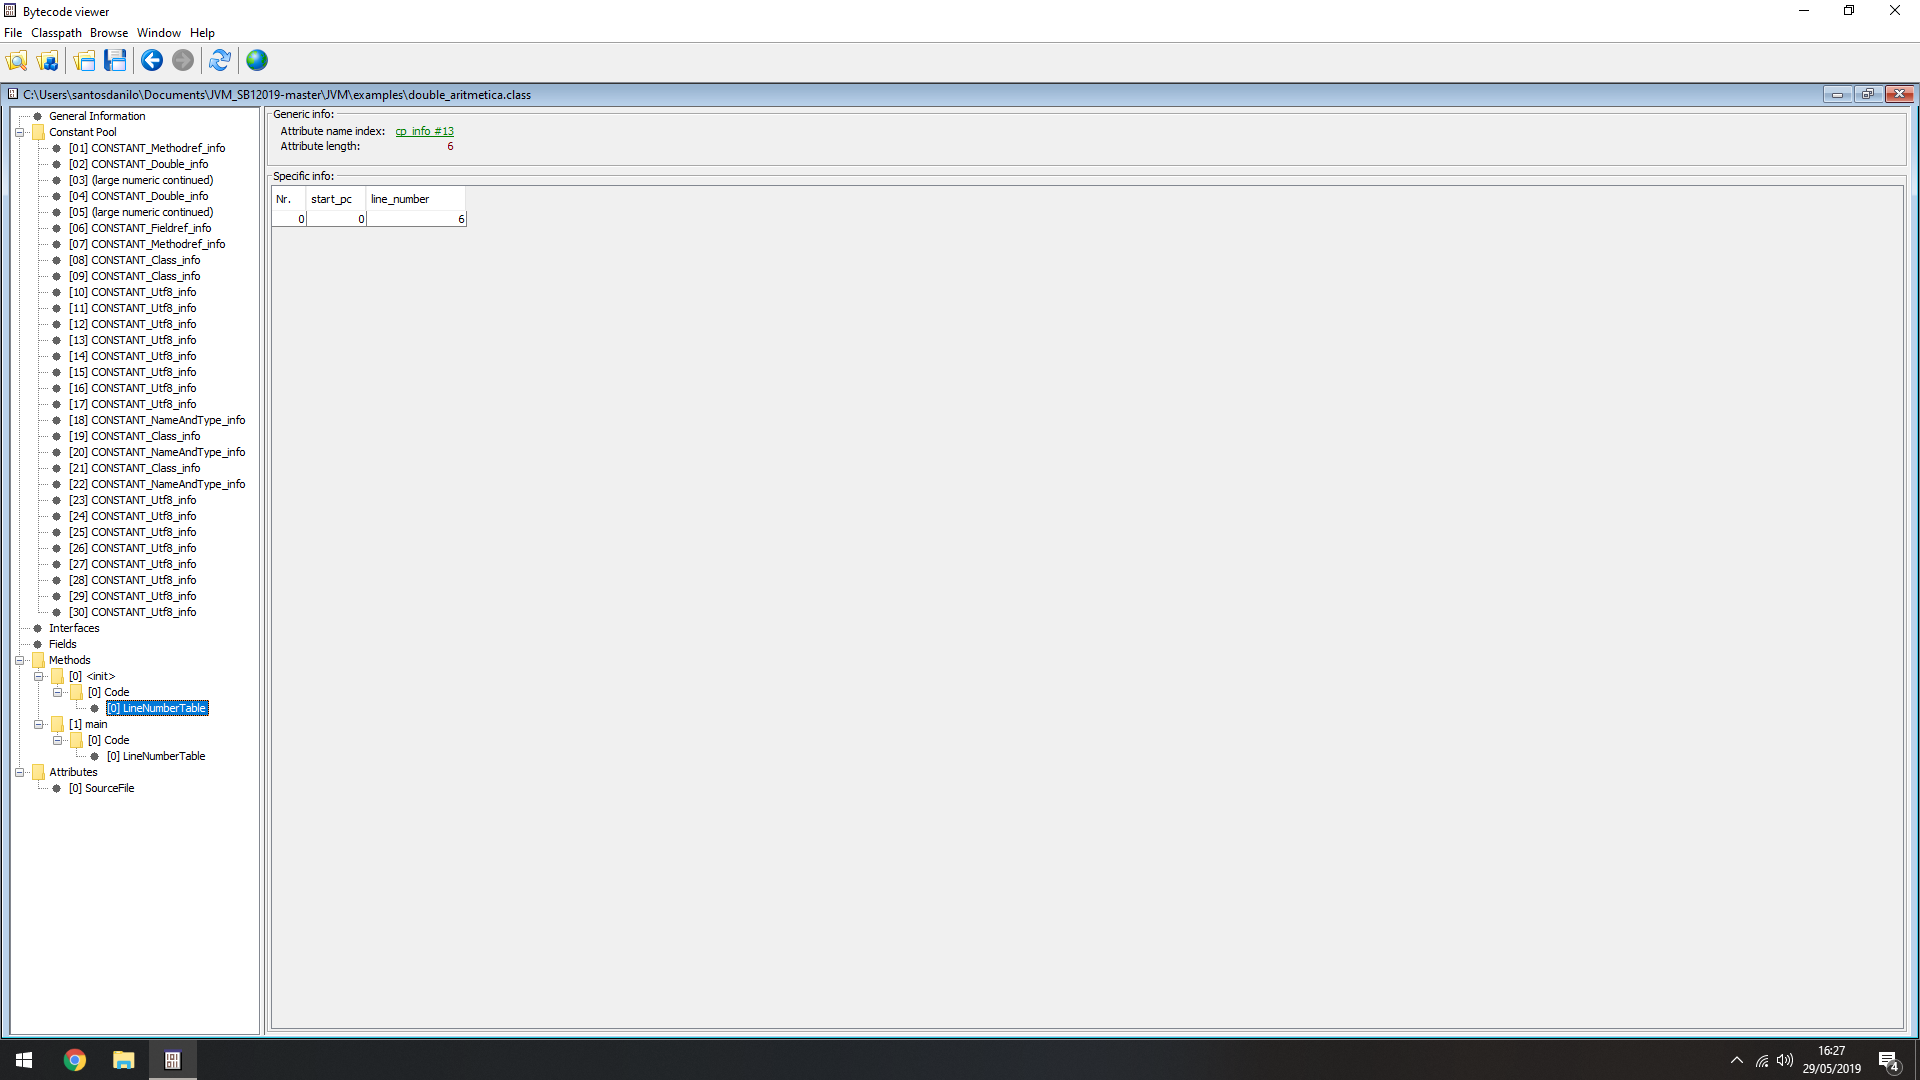 Bytecode viewer
File Classpath Browse Window Help
C:\Users\santosdanilo\Documents\JVM_SB12019-master\JVM\examples\double_aritmetica.class
General Information
Constant Pool
[01] CONSTANT_Methodref_info
[02] CONSTANT_Double_info
[03] (large numeric continued)
[04] CONSTANT_Double_info
[05] (large numeric continued)
[06] CONSTANT_Fieldref_info
[07] CONSTANT_Methodref_info
[08] CONSTANT_Class_info
[09] CONSTANT_Class_info
[10] CONSTANT_Utf8_info
[11] CONSTANT_Utf8_info
[12] CONSTANT_Utf8_info
[13] CONSTANT_Utf8_info
[14] CONSTANT_Utf8_info
[15] CONSTANT_Utf8_info
[16] CONSTANT_Utf8_info
[17] CONSTANT_Utf8_info
[18] CONSTANT_NameAndType_info
[19] CONSTANT_Class_info
[20] CONSTANT_NameAndType_info
[21] CONSTANT_Class_info
[22] CONSTANT_NameAndType_info
[23] CONSTANT_Utf8_info
[24] CONSTANT_Utf8_info
[25] CONSTANT_Utf8_info
[26] CONSTANT_Utf8_info
[27] CONSTANT_Utf8_info
[28] CONSTANT_Utf8_info
[29] CONSTANT_Utf8_info
[30] CONSTANT_Utf8_info
Interfaces
Fields
Methods
[0] <init>
[0] Code
[0] LineNumberTable
[1] main
[0] Code
[0] LineNumberTable
Attributes
[0] SourceFile
Generic info:
Attribute name index: cp_info #13
Attribute length: 6
Specific info:
Nr. start_pc line_number
0 0 6
16:27
29/05/2019
4